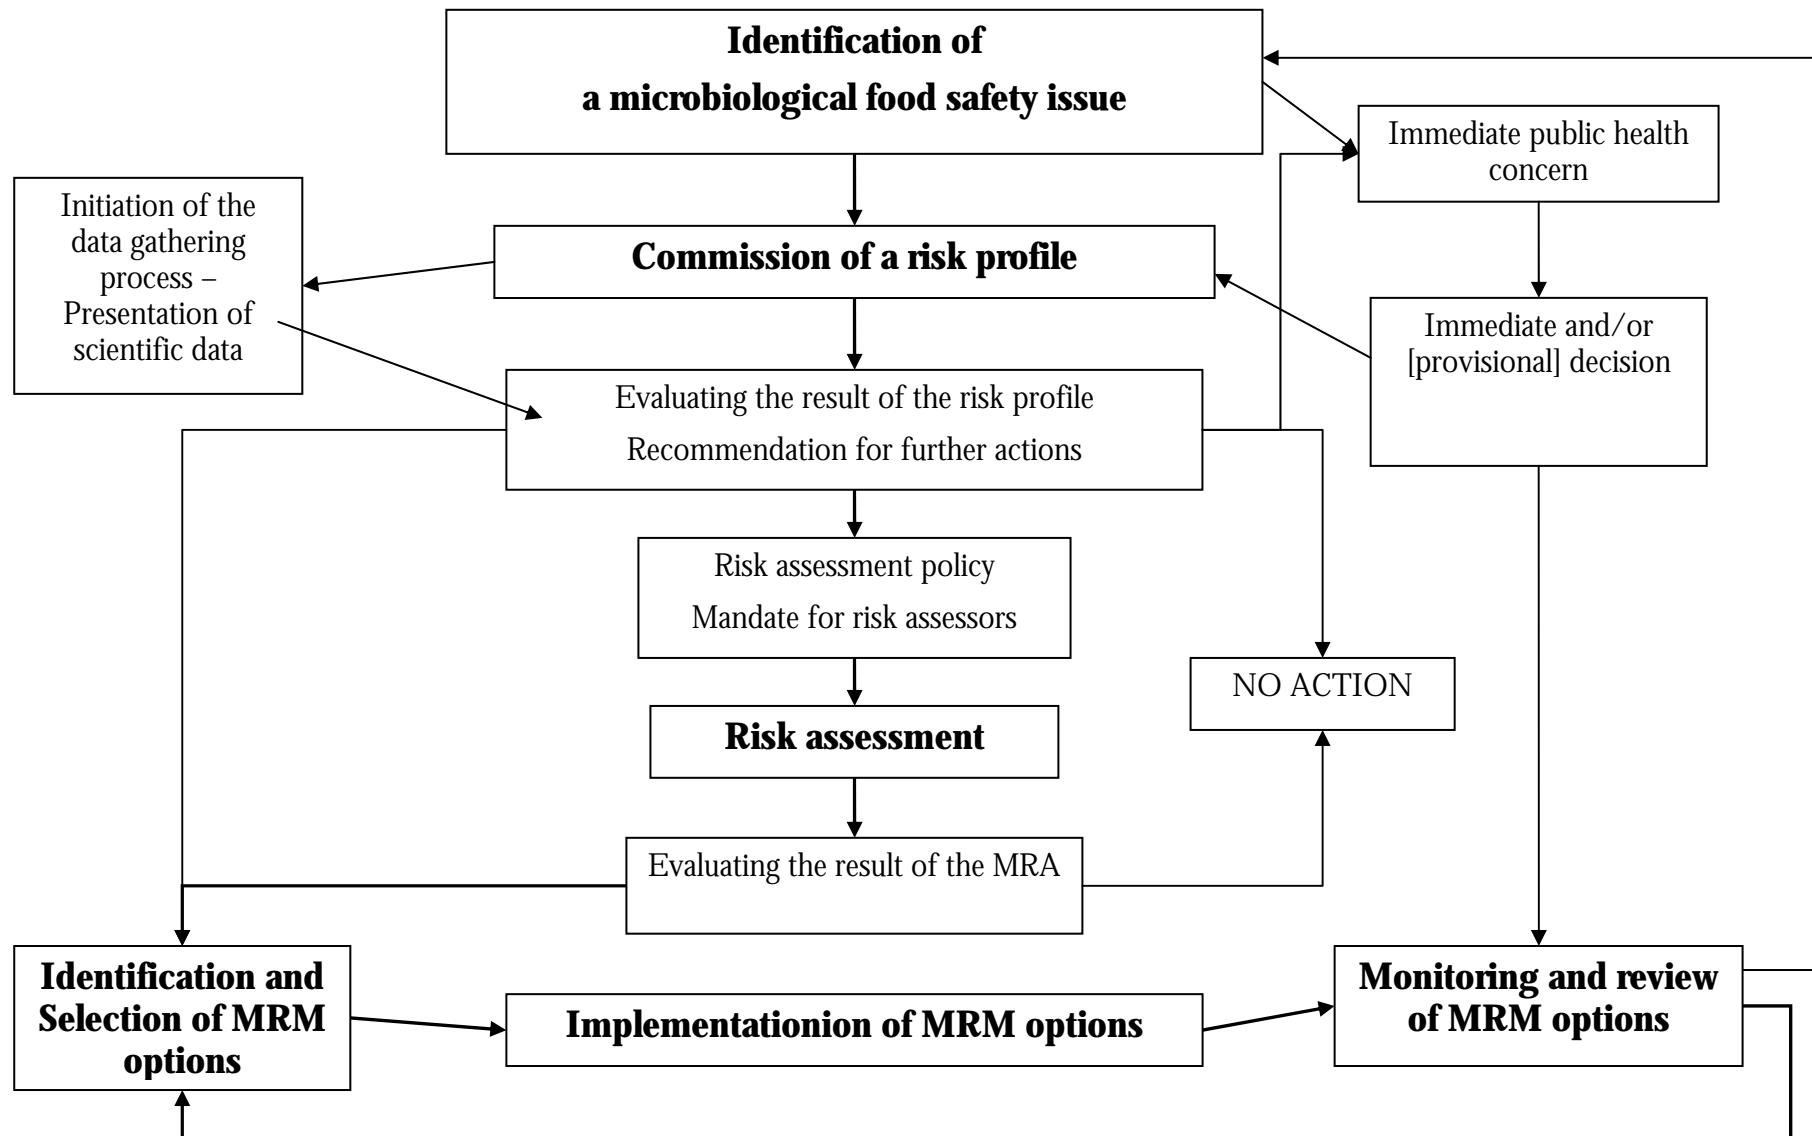 Identification of
a microbiological food safety issue
Immediate public health
concern
Initiation of the
data gathering
process –
Presentation of
scientific data
Commission of a risk profile
Immediate and/or
[provisional] decision
Evaluating the result of the risk profile
Recommendation for further actions
Risk assessment policy
Mandate for risk assessors
NO ACTION
Risk assessment
Evaluating the result of the MRA
Identification and
Selection of MRM
options
Implementationion of MRM options
Monitoring and review
of MRM options